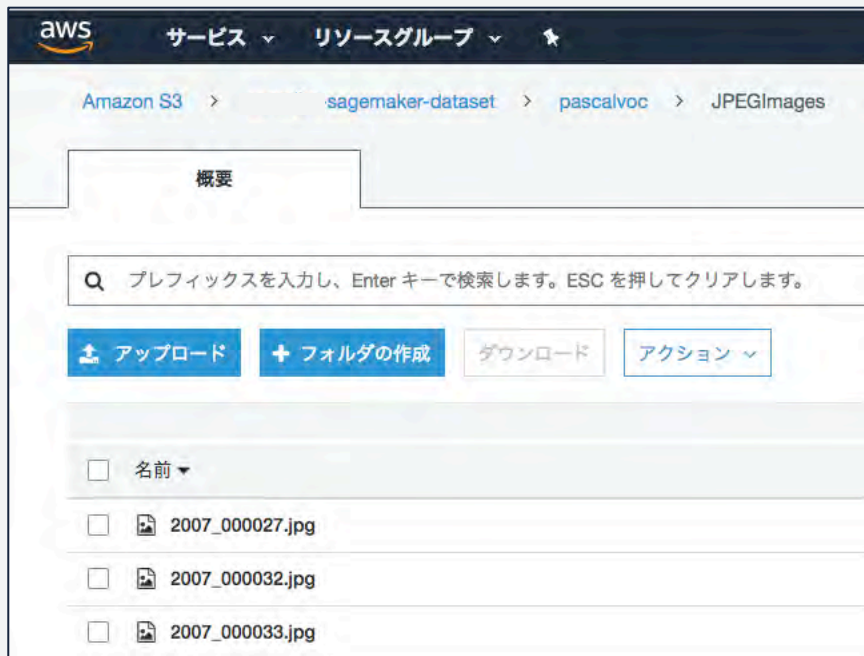 aws サービス リソースグループ
Amazon S3 > -sagemaker-dataset > pascalvoc > JPEGImages
概要
プレフィックスを入力し、Enter キーで検索します。ESC を押してクリアします。
アップロード + フォルダの作成 ダウンロード アクション
名前
2007_000027.jpg
2007_000032.jpg
2007_000033.jpg